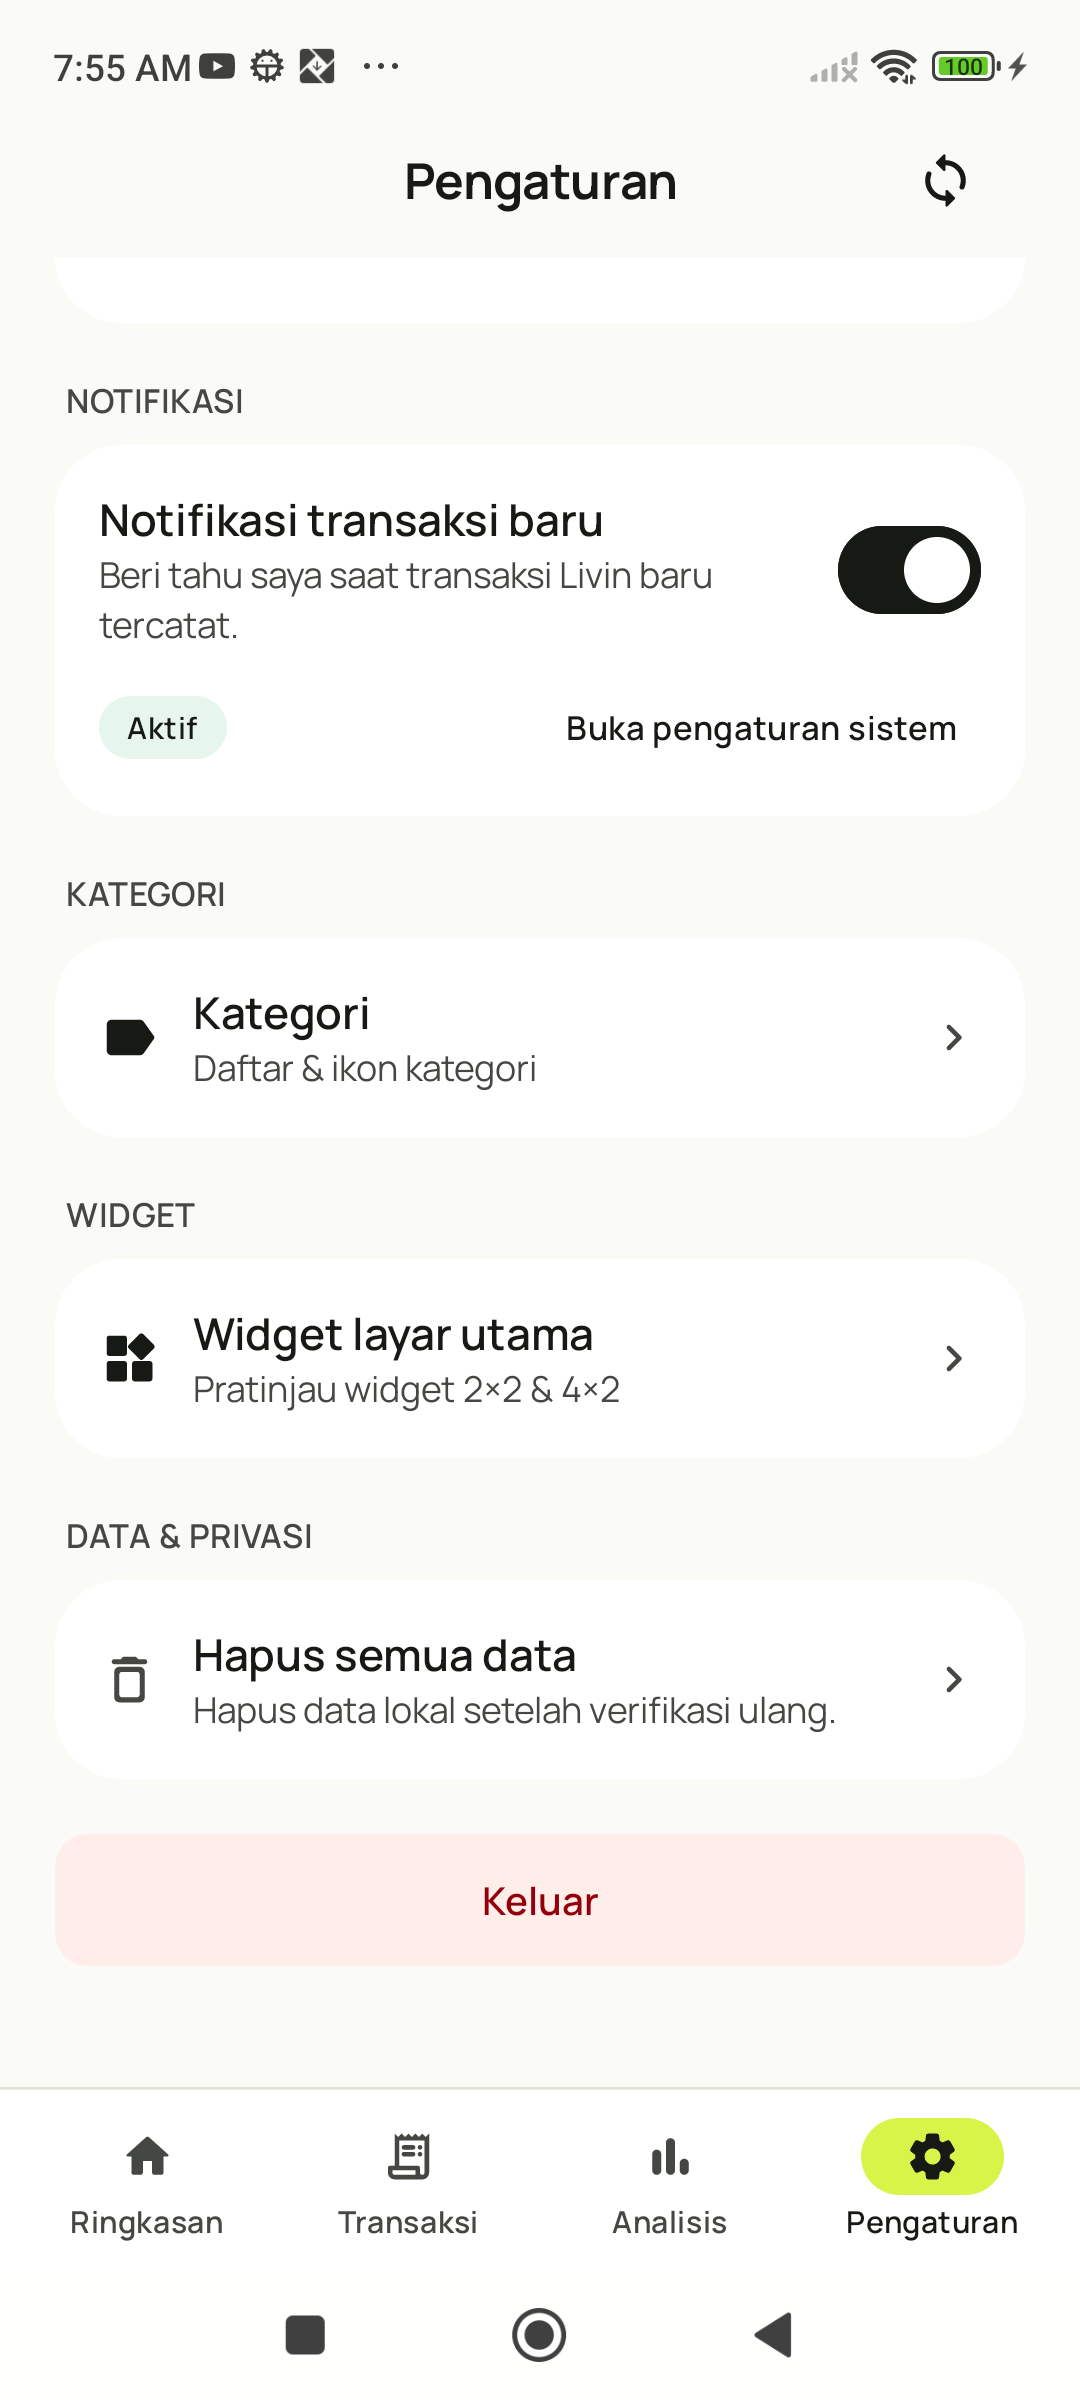 7:55 AM
100
Pengaturan
NOTIFIKASI
Notifikasi transaksi baru
Beri tahu saya saat transaksi Livin baru
tercatat.
Aktif
Buka pengaturan sistem
KATEGORI
Kategori
Daftar & ikon kategori
WIDGET
Widget layar utama
Pratinjau widget 2×2 & 4×2
DATA & PRIVASI
Hapus semua data
Hapus data lokal setelah verifikasi ulang.
Keluar
Ringkasan
Transaksi
Analisis
Pengaturan